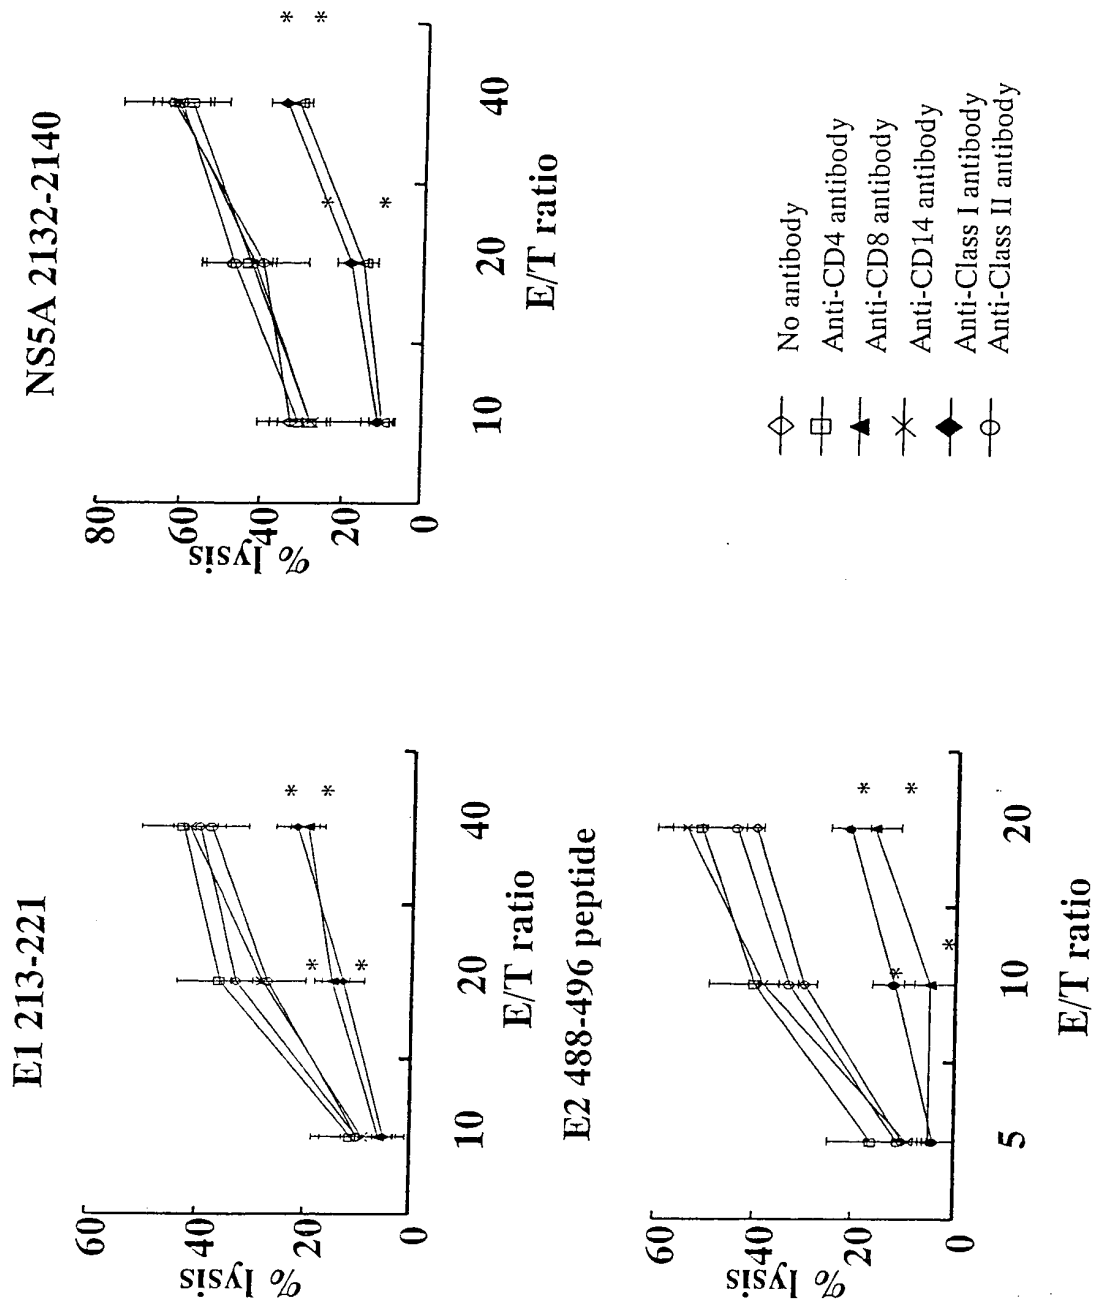 E1 213-221
% lysis
60
40
20
0
10
20
40
E/T ratio
*
*
*
*
NS5A 2132-2140
% lysis
80
60
40
20
0
10
20
40
E/T ratio
*
*
*
*
E2 488-496 peptide
% lysis
60
40
20
0
5
10
20
E/T ratio
*
*
*
*
No antibody
Anti-CD4 antibody
Anti-CD8 antibody
Anti-CD14 antibody
Anti-Class I antibody
Anti-Class II antibody